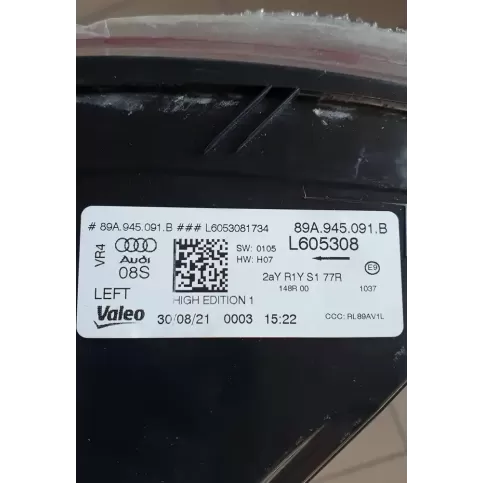 # 89A.945.091.B ### L6053081734
89A.945.091.B
L605308
VR4
Audi
08S
SW: 0105
HW: H07
2aY R1Y S1 77R
148R 00
E9
1037
LEFT
HIGH EDITION 1
Valeo
30/08/21 0003 15:22
CCC: RL89AV1L